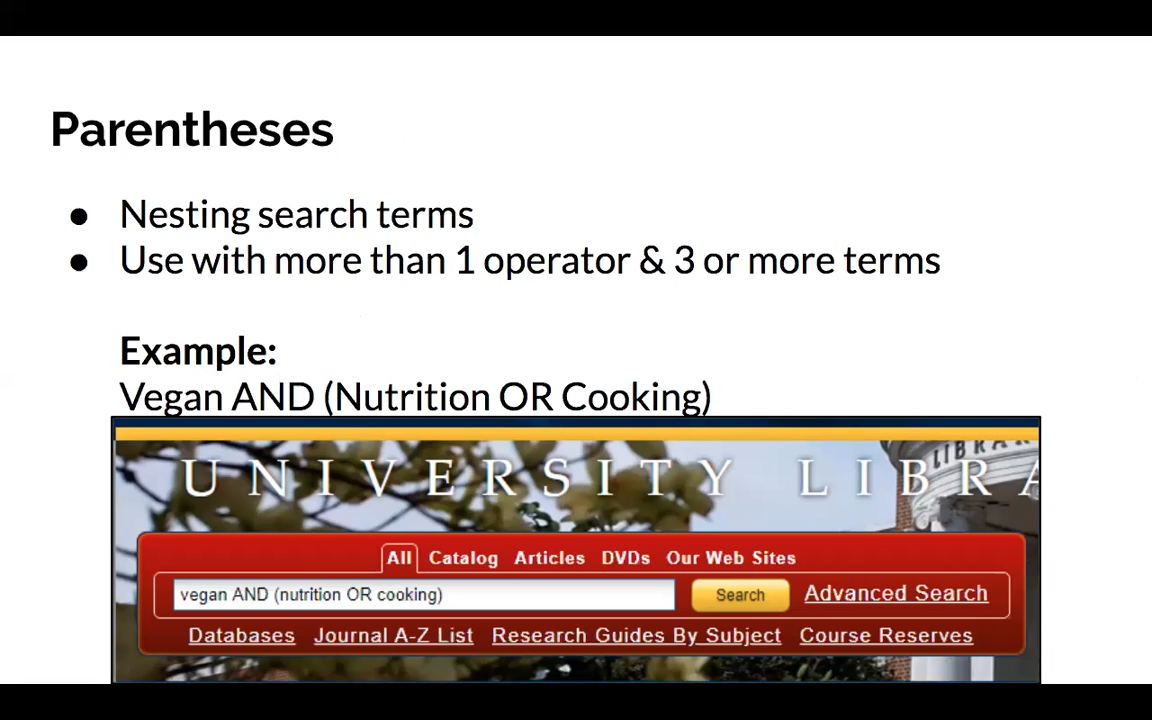 Parentheses
● Nesting search terms
● Use with more than 1 operator & 3 or more terms
Example:
Vegan AND (Nutrition OR Cooking)
UNIVERSITY LIBRA
LIBRAR
All Catalog Articles DVDs Our Web Sites
vegan AND (nutrition OR cooking) Search Advanced Search
Databases Journal A-Z List Research Guides By Subject Course Reserves